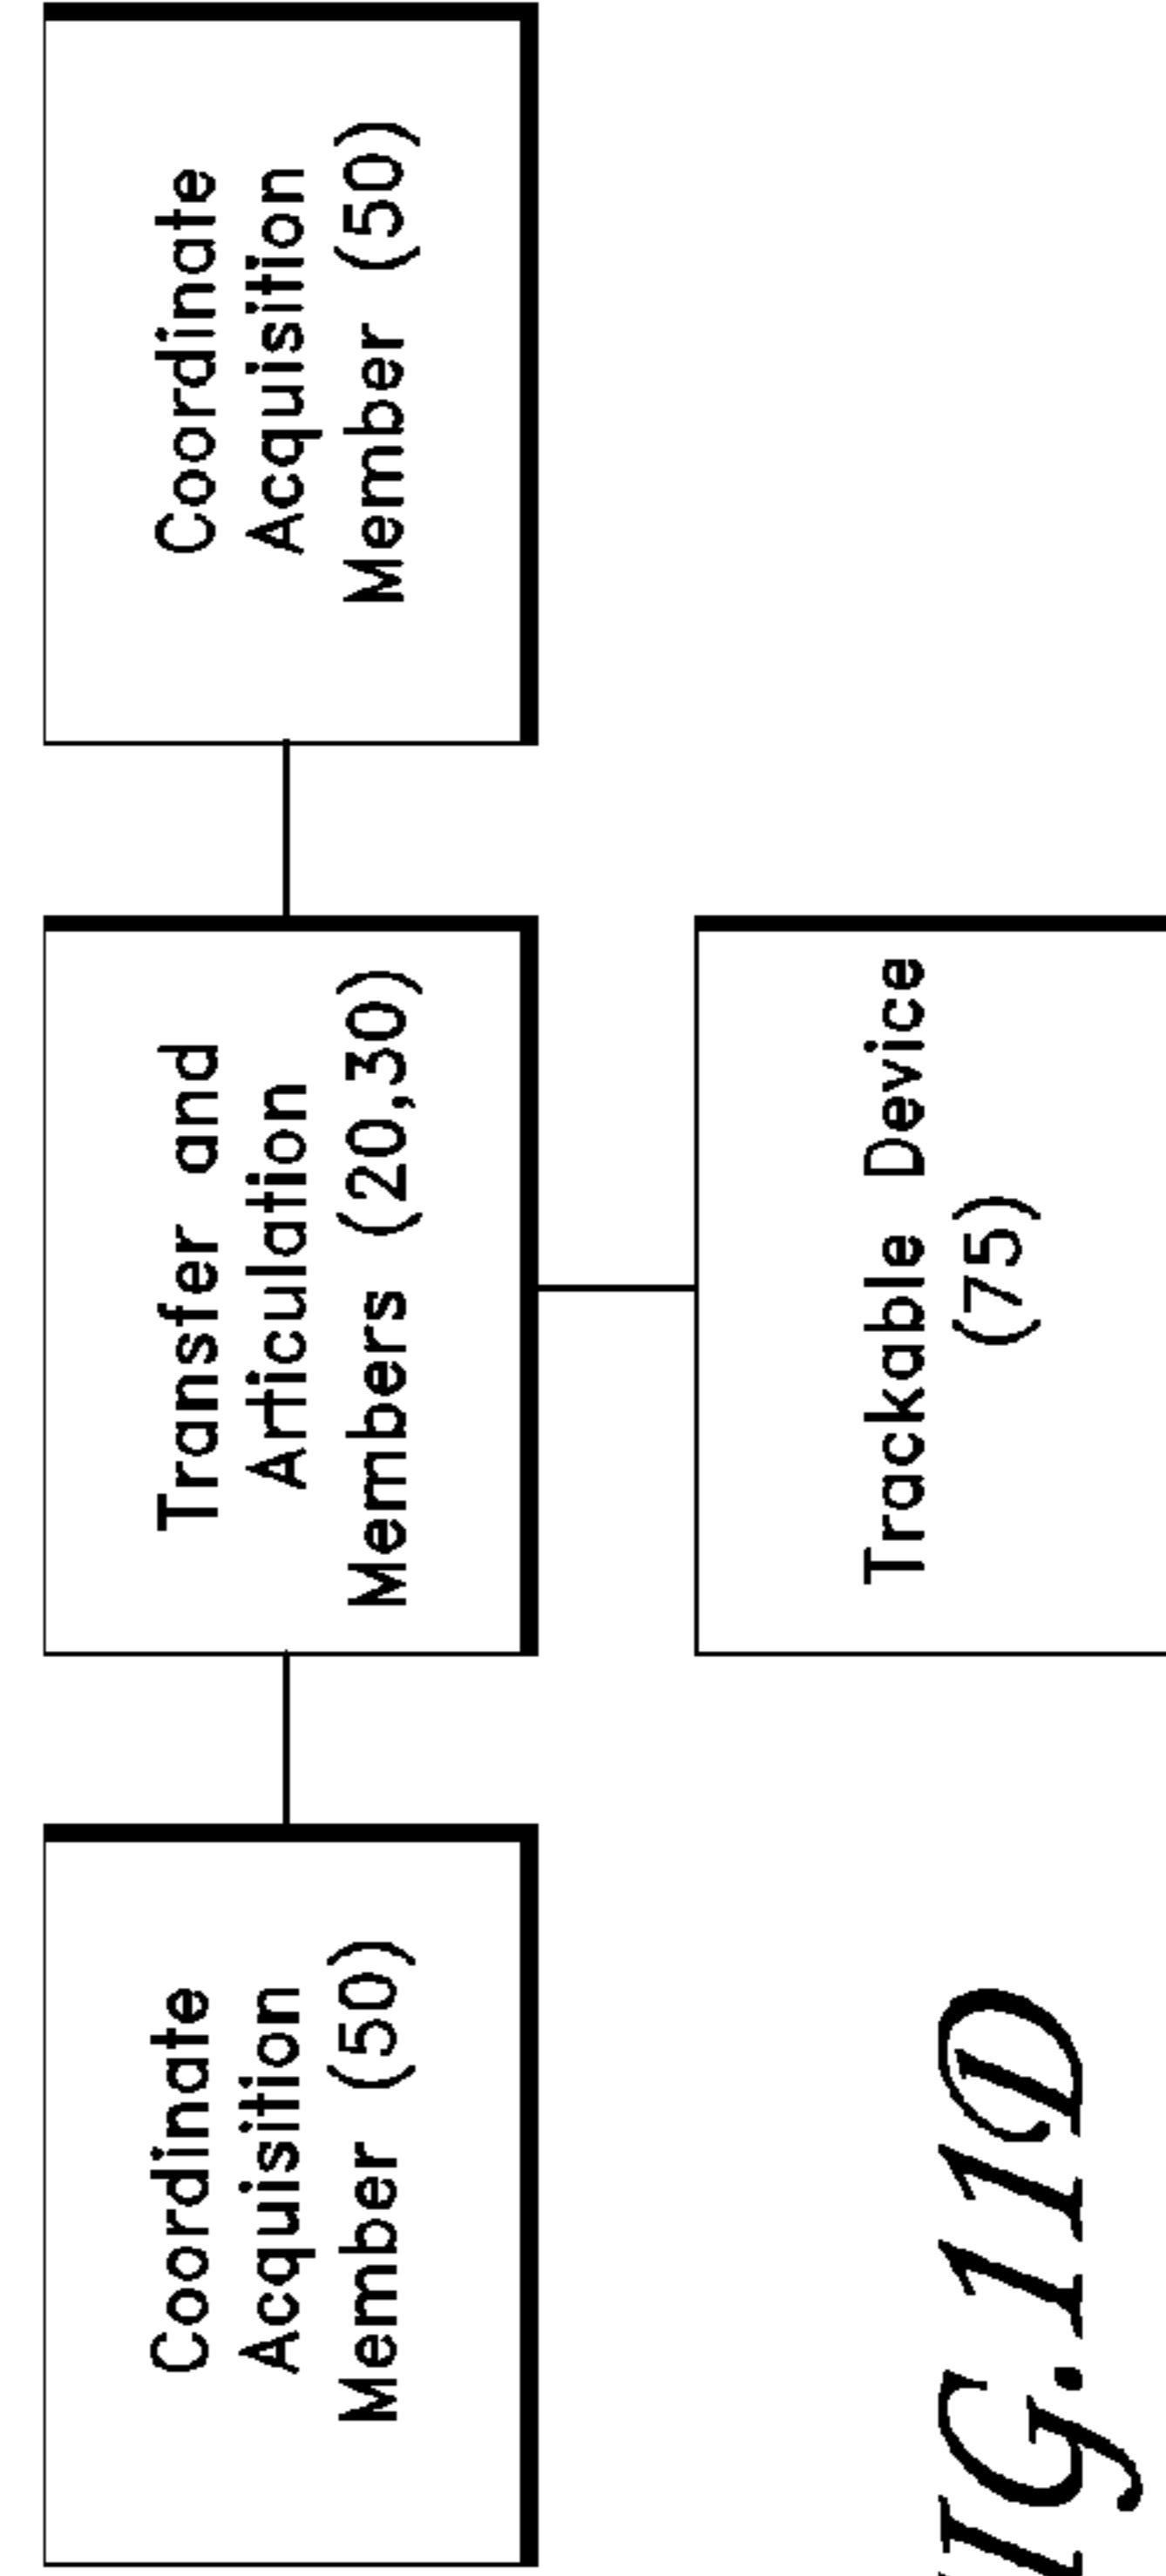 Coordinate
Acquisition
Member (50)
Transfer and
Articulation
Members (20,30)
Coordinate
Acquisition
Member (50)
Trackable Device
(75)
IG.11D